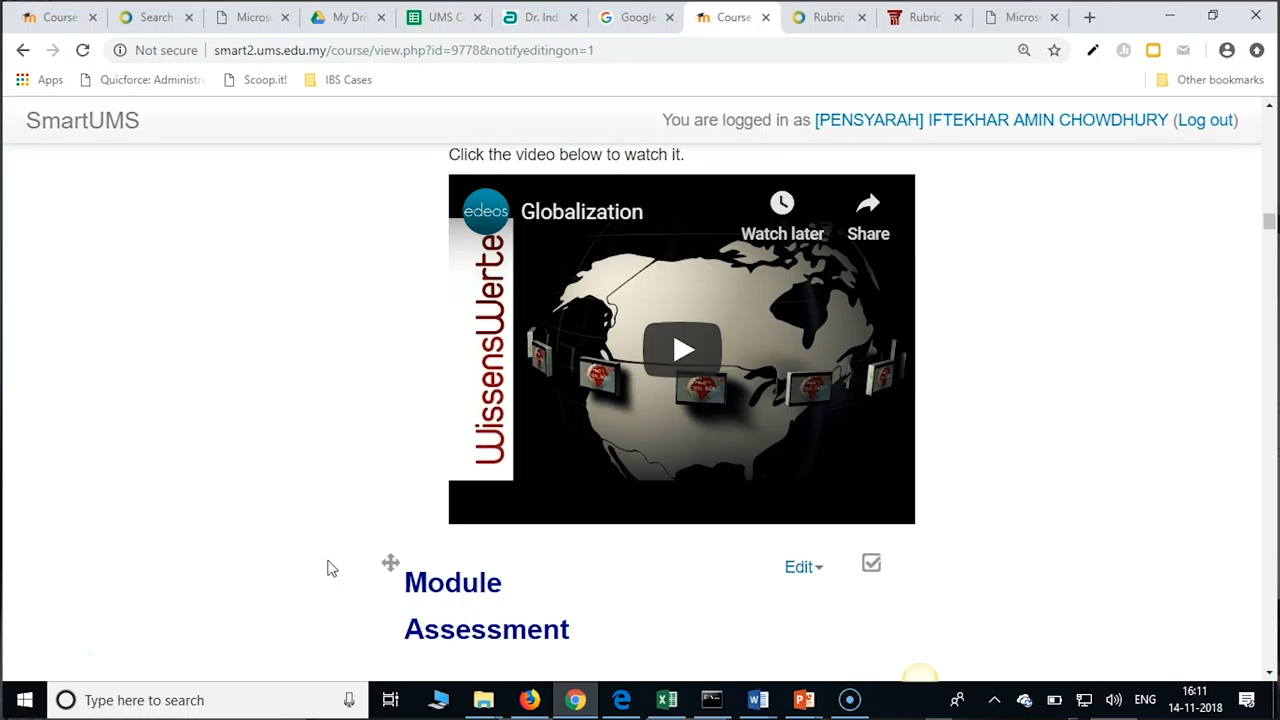 Course
Search
Micros
My Dri
UMS C
Dr. Ind
Google
Course
Rubric
Rubric
Micros
Not secure
smart2.ums.edu.my/course/view.php?id=9778&notifyeditingon=1
Apps
Quicforce: Administra
Scoop.it!
IBS Cases
Other bookmarks
SmartUMS
You are logged in as [PENSYARAH] IFTEKHAR AMIN CHOWDHURY (Log out)
Click the video below to watch it.
edeos
Globalization
Watch later
Share
WissensWerte
Edit
Module
Assessment
Type here to search
ENG
16:11
14-11-2018